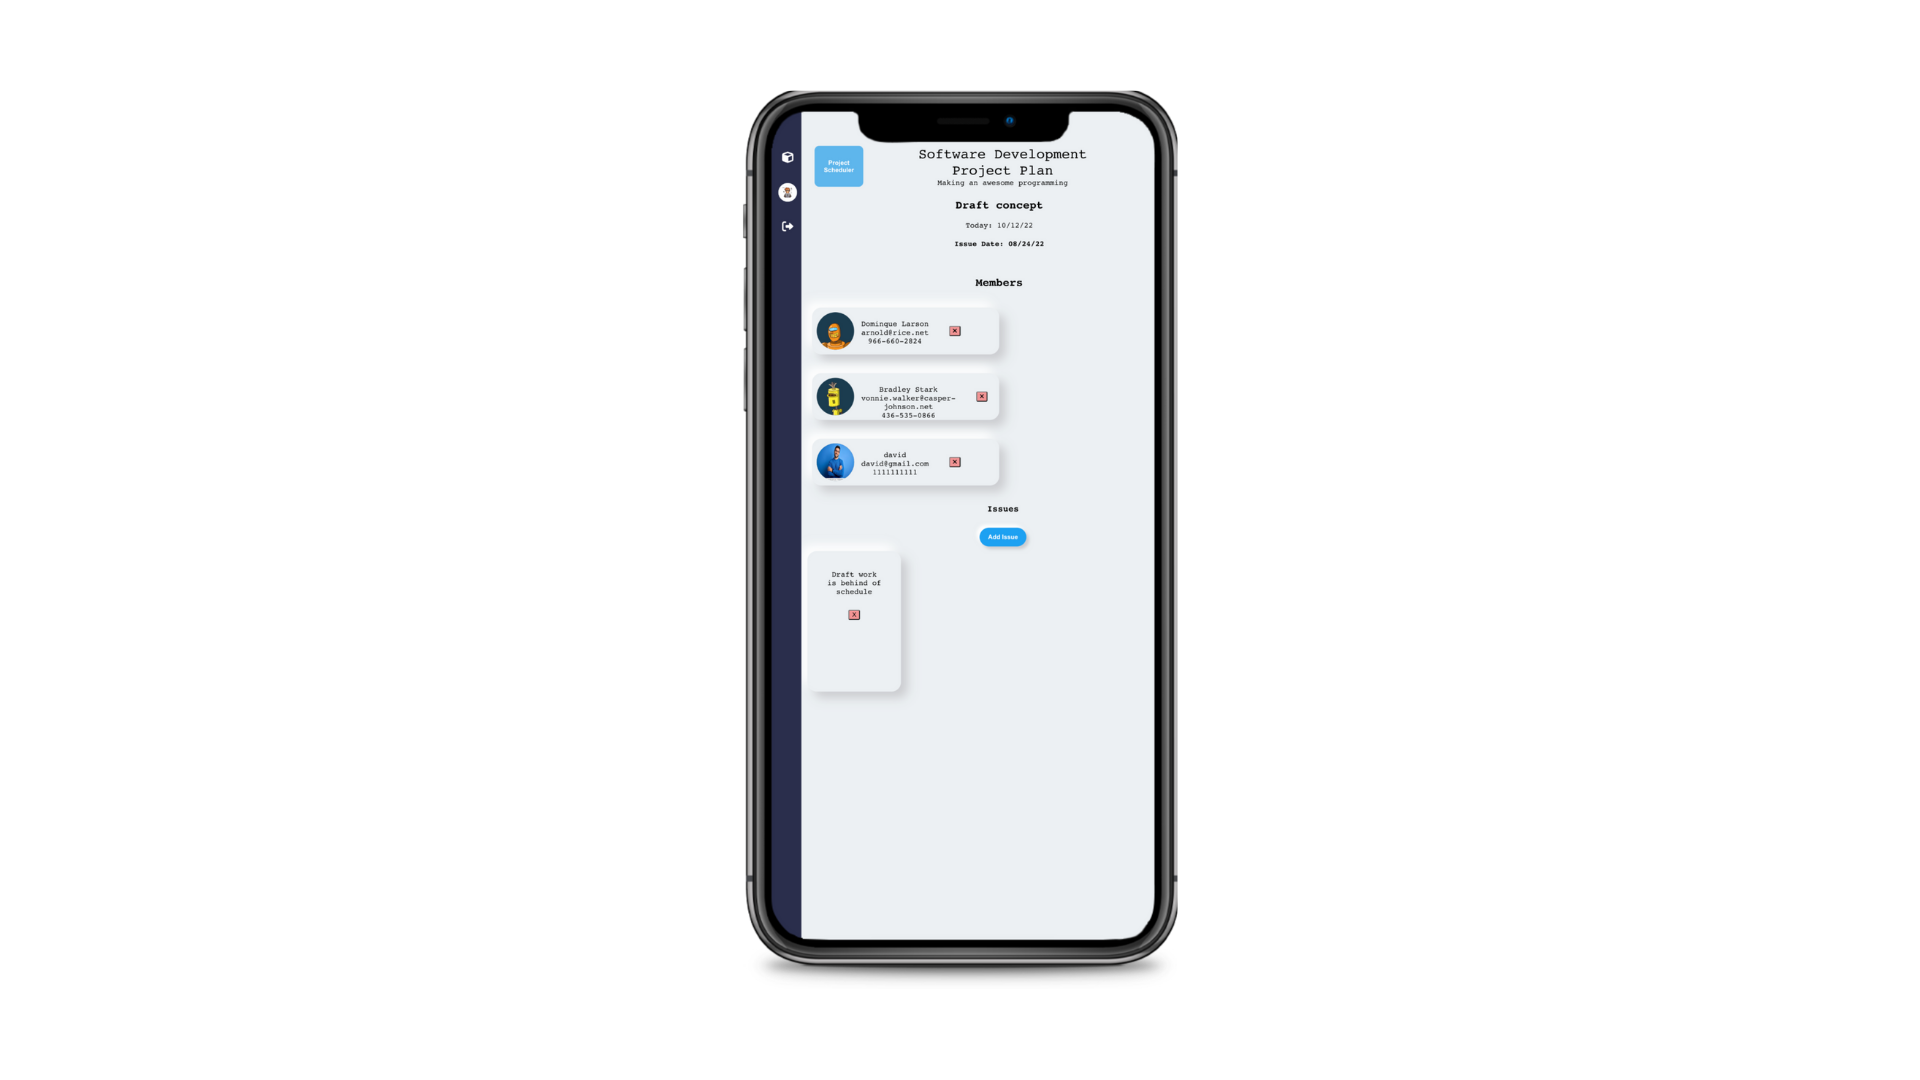 Project
Scheduler
Software Development
Project Plan
Making an awesome programming
Draft concept
Today: 10/12/22
Issue Date: 08/24/22
Members
Dominque Larson
arnold@rice.net
966-660-2824
X
Bradley Stark
vonnie.walker@casper-
johnson.net
436-535-0866
X
david
david@gmail.com
1111111111
X
Issues
Add Issue
Draft work
is behind of
schedule
X